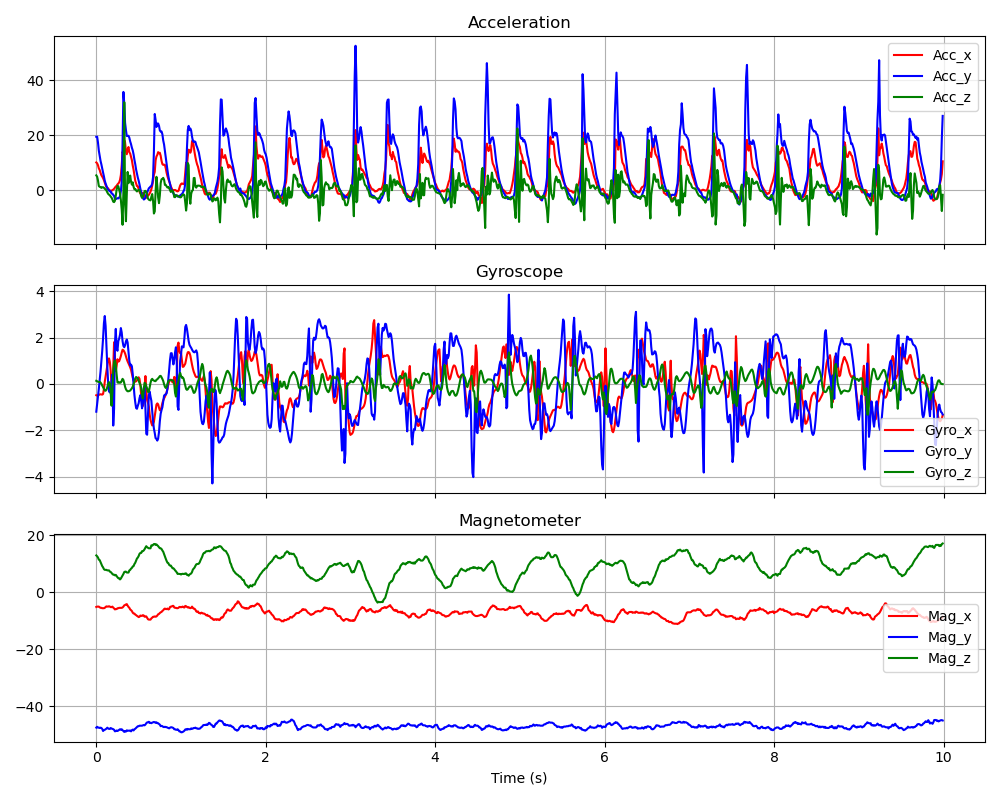 Acceleration
40
20
0
Acc_x
Acc_y
Acc_z
Gyroscope
4
2
0
−2
−4
Gyro_x
Gyro_y
Gyro_z
Magnetometer
20
0
−20
−40
Mag_x
Mag_y
Mag_z
0 2 4 6 8 10
Time (s)